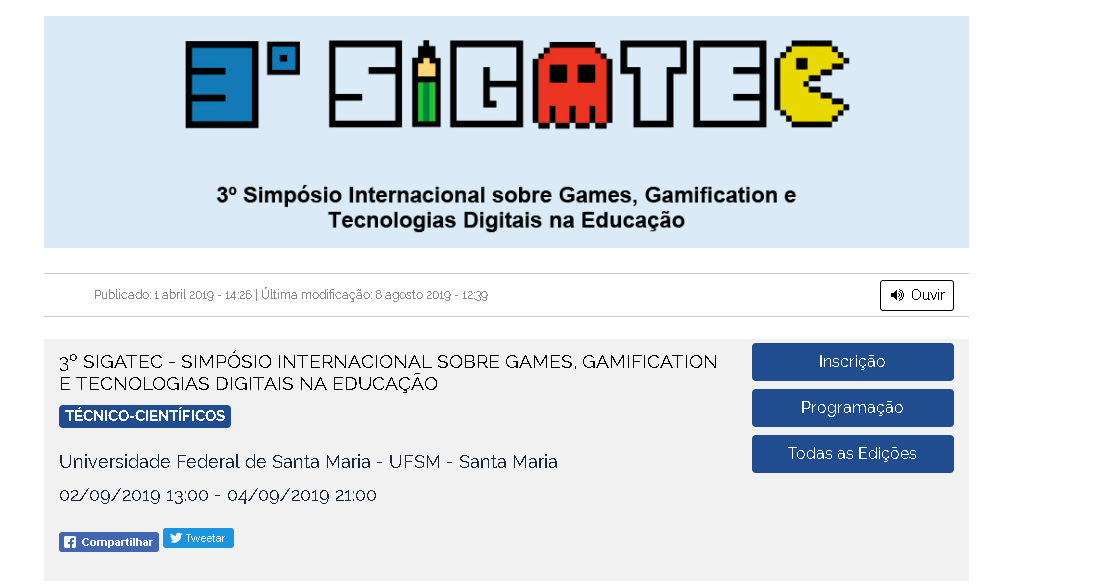 3º SIGATEC
3º Simpósio Internacional sobre Games, Gamification e
Tecnologias Digitais na Educação
Publicado: 1 abril 2019 - 14:26 | Última modificação: 8 agosto 2019 - 12:39
Ouvir
3º SIGATEC - SIMPÓSIO INTERNACIONAL SOBRE GAMES, GAMIFICATION
E TECNOLOGIAS DIGITAIS NA EDUCAÇÃO
TÉCNICO-CIENTÍFICOS
Universidade Federal de Santa Maria - UFSM - Santa Maria
02/09/2019 13:00 - 04/09/2019 21:00
Compartilhar
Tweetar
Inscrição
Programação
Todas as Edições